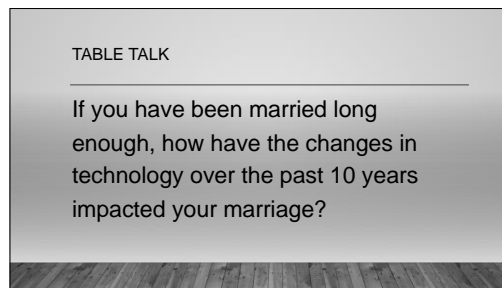 TABLE TALK
If you have been married long
enough, how have the changes in
technology over the past 10 years
impacted your marriage?